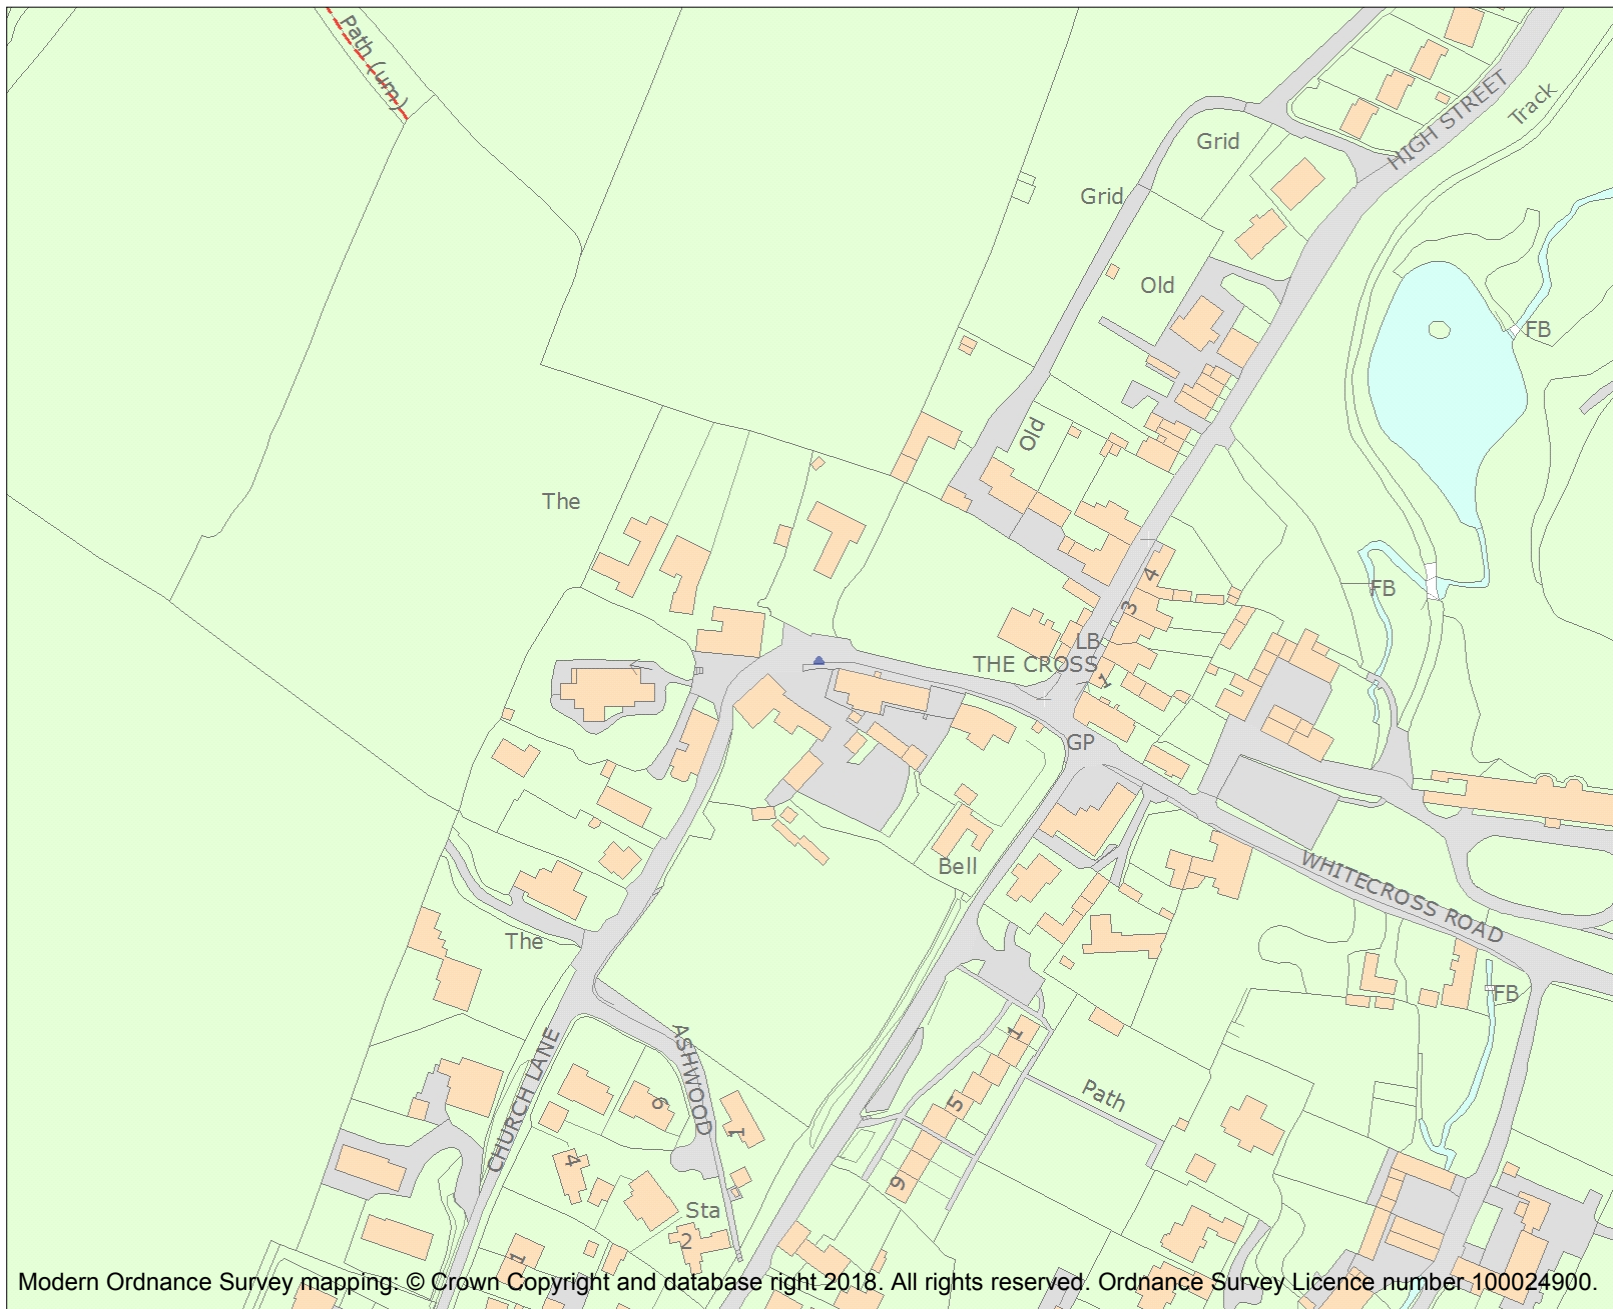 Path (um)
HIGH STREET
Track
Grid
Grid
Old
FB
Old
The
4
FB
3
LB
THE CROSS
1
GP
Bell
WHITECROSS ROAD
The
FB
1
ASHWOOD
CHURCH LANE
Path
5
6
1
4
9
Sta
2
1
Modern Ordnance Survey mapping: © Crown Copyright and database right 2018. All rights reserved. Ordnance Survey Licence number 100024900.